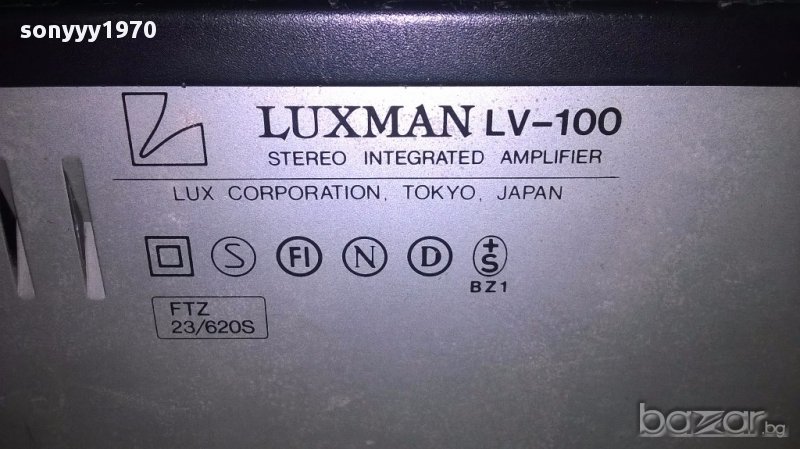 sonyyy1970
LUXMAN LV-100
STEREO INTEGRATED AMPLIFIER
LUX CORPORATION, TOKYO, JAPAN
S FI N D +S
BZ1
FTZ
23/620S
bazar.bg